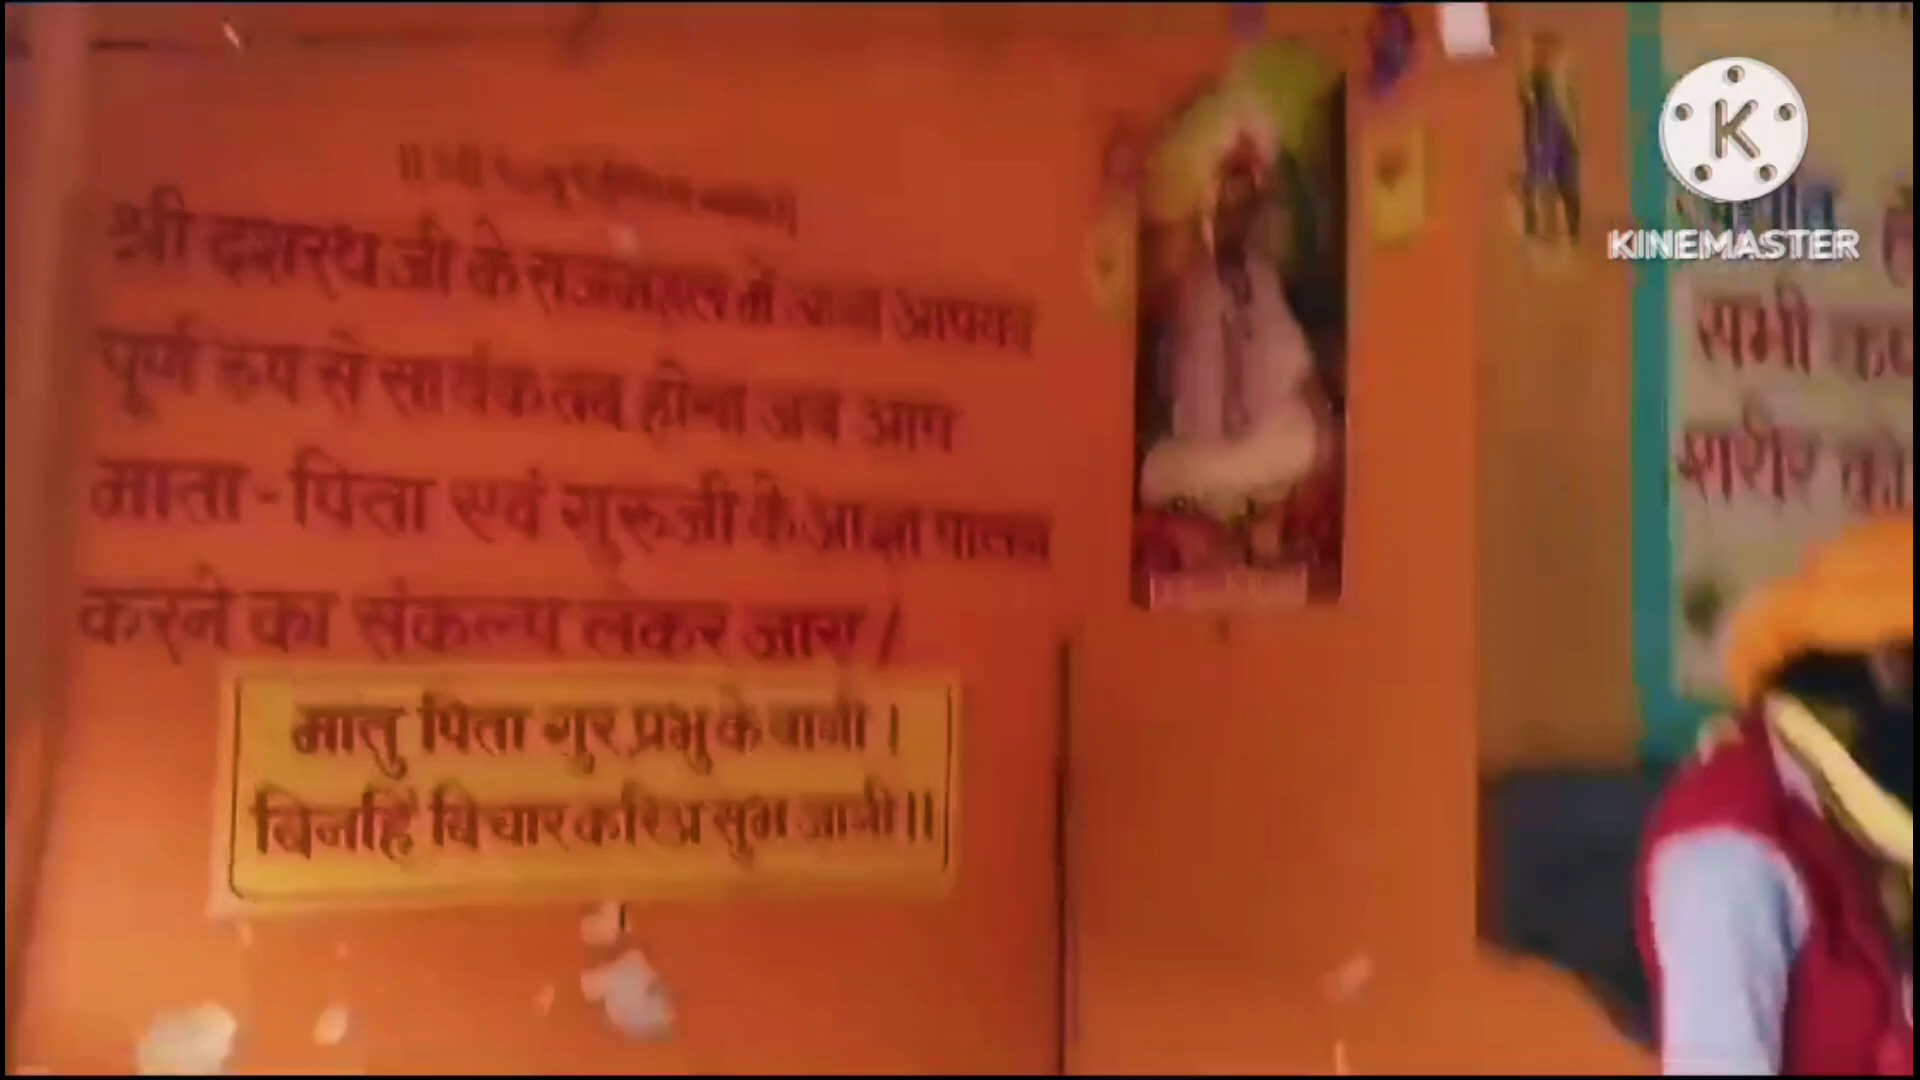 श्री दशरथ जी के राजमहल में आना आपका
पूर्ण रुप से सार्थक तब होगा जब आप
माता - पिता एवं गुरूजी के आज्ञा पालन
करने का संकल्प लेकर जाए।
मातु पिता गुर प्रभु के बानी ।
बिनहिं बिचार करिअ सुभ जानी ।।
K
KINEMASTER
सभी
शरीर को